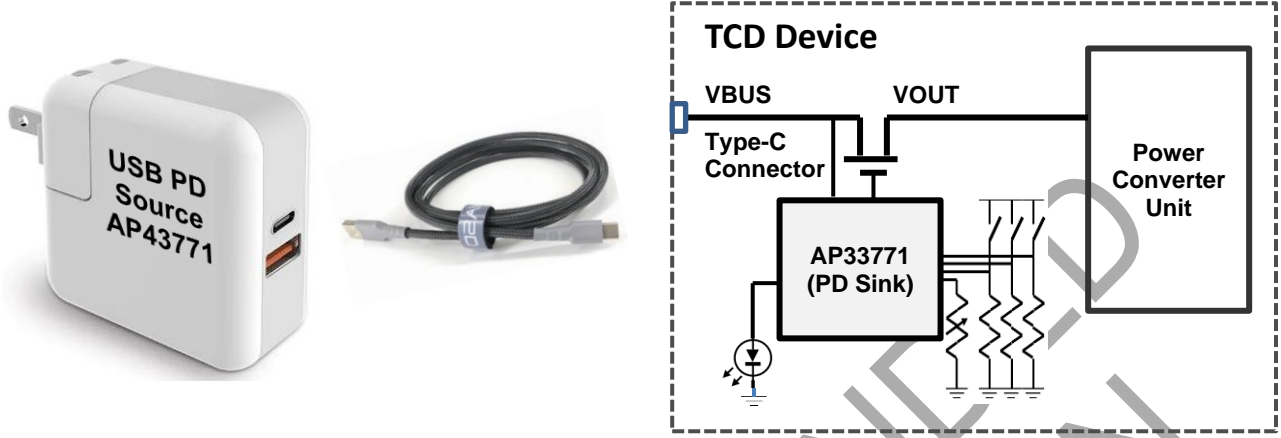 USB PD
Source
AP43771
TCD Device
VBUS
VOUT
Type-C
Connector
AP33771
(PD Sink)
Power
Converter
Unit